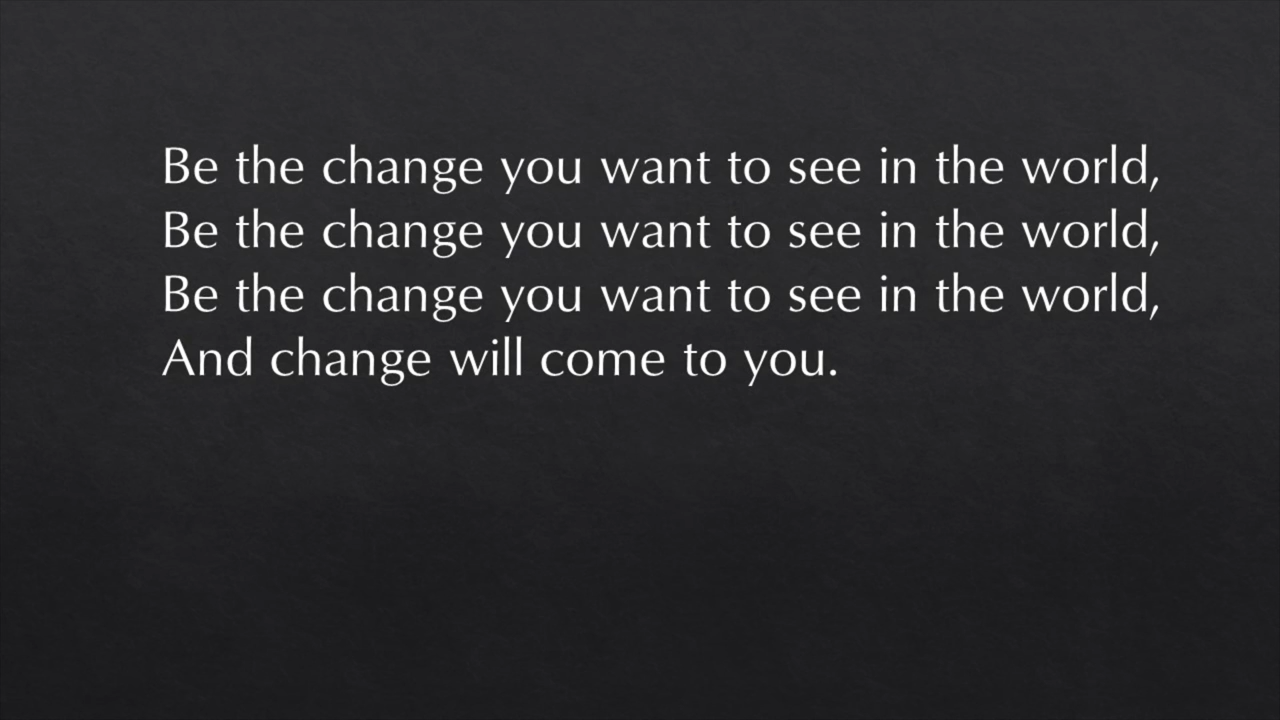 Be the change you want to see in the world,
Be the change you want to see in the world,
Be the change you want to see in the world,
And change will come to you.